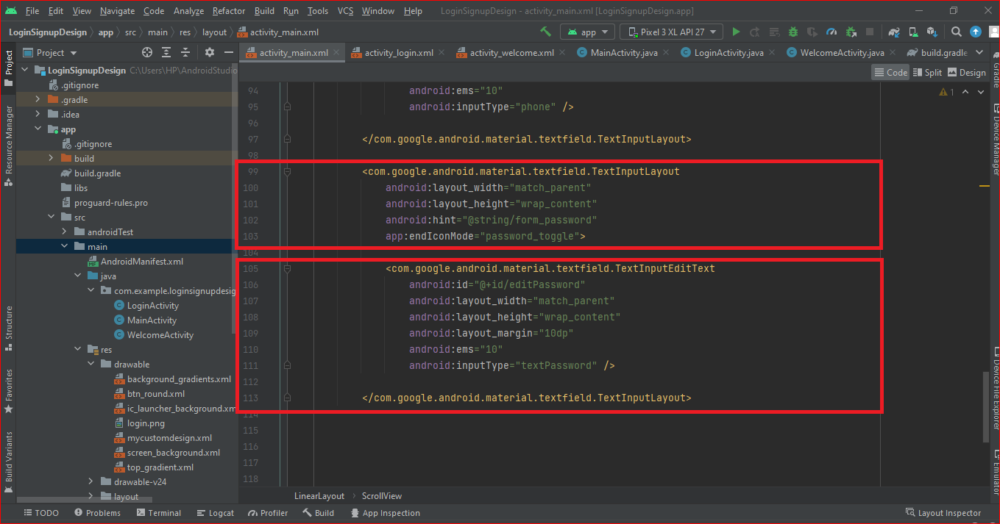 File Edit View Navigate Code Analyze Refactor Build Run Tools VCS Window Help LoginSignupDesign - activity_main.xml [LoginSignupDesign.app]
LoginSignupDesign app src main res layout activity_main.xml app Pixel 3 XL API 27
Project activity_main.xml activity_login.xml activity_welcome.xml MainActivity.java LoginActivity.java WelcomeActivity.java build.gradle
Code Split Design
Project
Resource Manager
Structure
Favorites
Build Variants
LoginSignupDesign C:\Users\HP\AndroidStudio
.gitignore
.gradle
.idea
app
.gitignore
build
build.gradle
libs
proguard-rules.pro
src
androidTest
main
AndroidManifest.xml
java
com.example.loginsignupdesig
LoginActivity
MainActivity
WelcomeActivity
res
drawable
background_gradients.xml
btn_round.xml
ic_launcher_background.xm
login.png
mycustomdesign.xml
screen_background.xml
top_gradient.xml
drawable-v24
layout
1
94 android:ems="10"
95 android:inputType="phone" />
96
97 </com.google.android.material.textfield.TextInputLayout>
98
99 <com.google.android.material.textfield.TextInputLayout
100 android:layout_width="match_parent"
101 android:layout_height="wrap_content"
102 android:hint="@string/form_password"
103 app:endIconMode="password_toggle">
104
105 <com.google.android.material.textfield.TextInputEditText
106 android:id="@+id/editPassword"
107 android:layout_width="match_parent"
108 android:layout_height="wrap_content"
109 android:layout_margin="10dp"
110 android:ems="10"
111 android:inputType="textPassword" />
112
113 </com.google.android.material.textfield.TextInputLayout>
114
115
116
117
118
Gradle
Device Manager
Device File Explorer
Emulator
LinearLayout ScrollView
TODO Problems Terminal Logcat Profiler Build App Inspection Layout Inspector